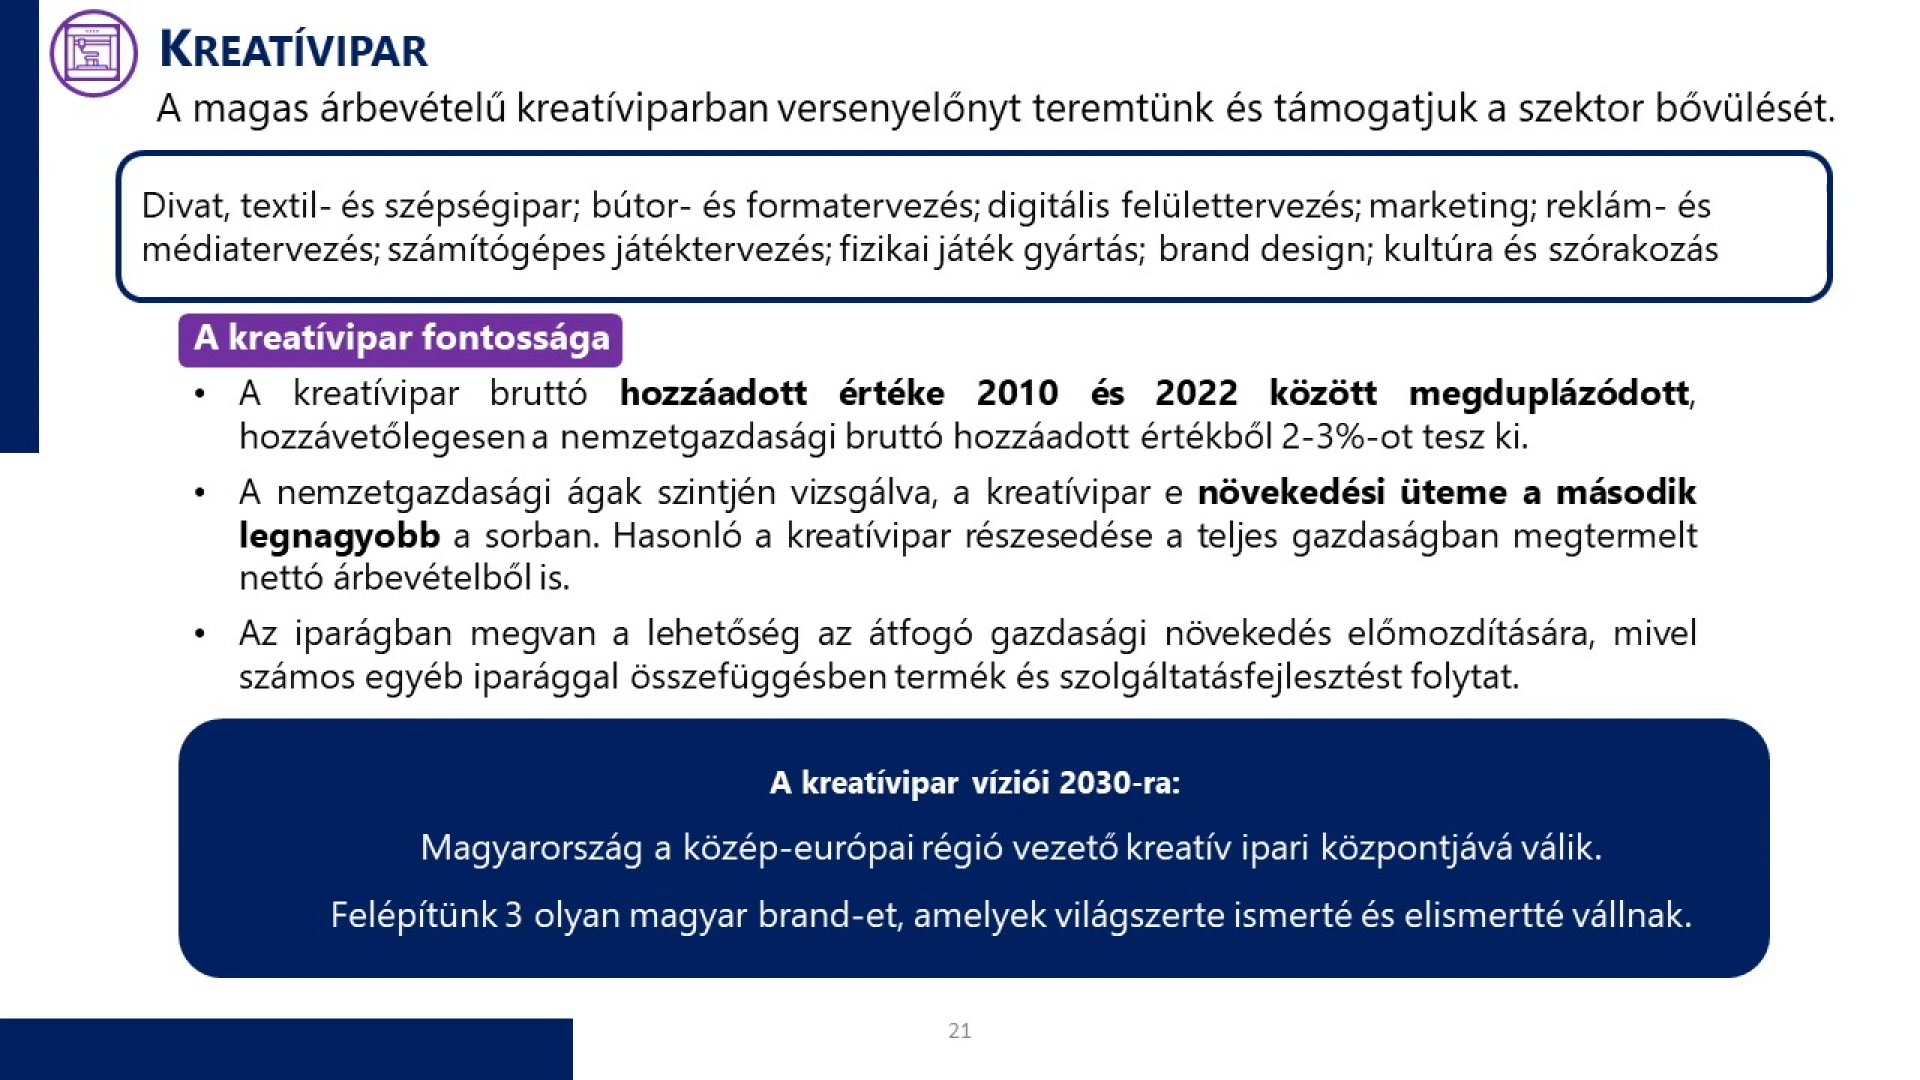 KREATÍVIPAR
A magas árbevételű kreatíviparban versenyelőnyt teremtünk és támogatjuk a szektor bővülését.
Divat, textil- és szépségipar; bútor- és formatervezés; digitális felülettervezés; marketing; reklám- és
médiatervezés; számítógépes játéktervezés; fizikai játék gyártás; brand design; kultúra és szórakozás
A kreatívipar fontossága
• A kreatívipar bruttó hozzáadott értéke 2010 és 2022 között megduplázódott,
hozzávetőlegesen a nemzetgazdasági bruttó hozzáadott értékből 2-3%-ot tesz ki.
• A nemzetgazdasági ágak szintjén vizsgálva, a kreatívipar e növekedési üteme a második
legnagyobb a sorban. Hasonló a kreatívipar részesedése a teljes gazdaságban megtermelt
nettó árbevételből is.
• Az iparágban megvan a lehetőség az átfogó gazdasági növekedés előmozdítására, mivel
számos egyéb iparággal összefüggésben termék és szolgáltatásfejlesztést folytat.
A kreatívipar víziói 2030-ra:
Magyarország a közép-európai régió vezető kreatív ipari központjává válik.
Felépítünk 3 olyan magyar brand-et, amelyek világszerte ismerté és elismertté vállnak.
21